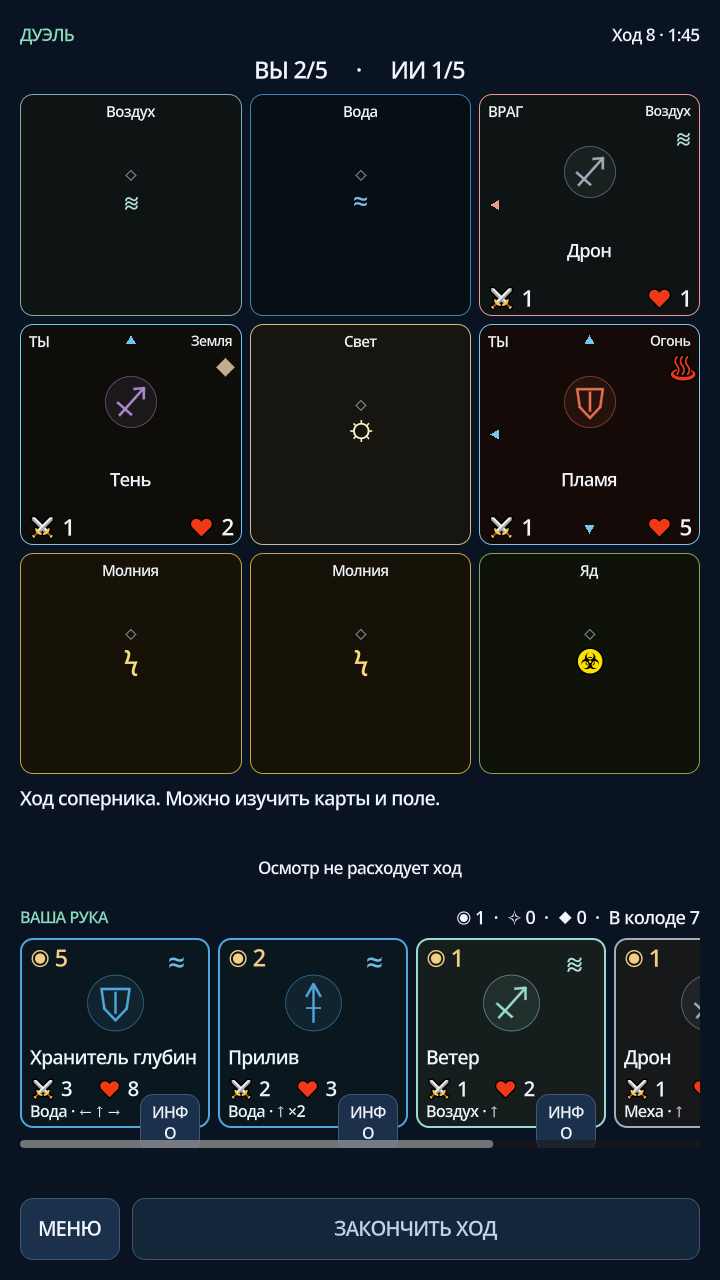 ДУЭЛЬ
Ход 8 · 1:45
ВЫ 2/5 · ИИ 1/5
Воздух
Вода
ВРАГ
Воздух
Дрон
1
1
ТЫ
Земля
Тень
1
2
Свет
ТЫ
Огонь
Пламя
1
5
Молния
Молния
Яд
Ход соперника. Можно изучить карты и поле.
Осмотр не расходует ход
ВАША РУКА
◉ 1 · ✧ 0 · ◆ 0 · В колоде 7
◉ 5
Хранитель глубин
3
8
Вода · ← ↑ →
ИНФ
О
◉ 2
Прилив
2
3
Вода · ↑ ×2
ИНФ
О
◉ 1
Ветер
1
2
Воздух · ↑
ИНФ
О
◉ 1
Дрон
1
Меха · ↑
МЕНЮ
ЗАКОНЧИТЬ ХОД